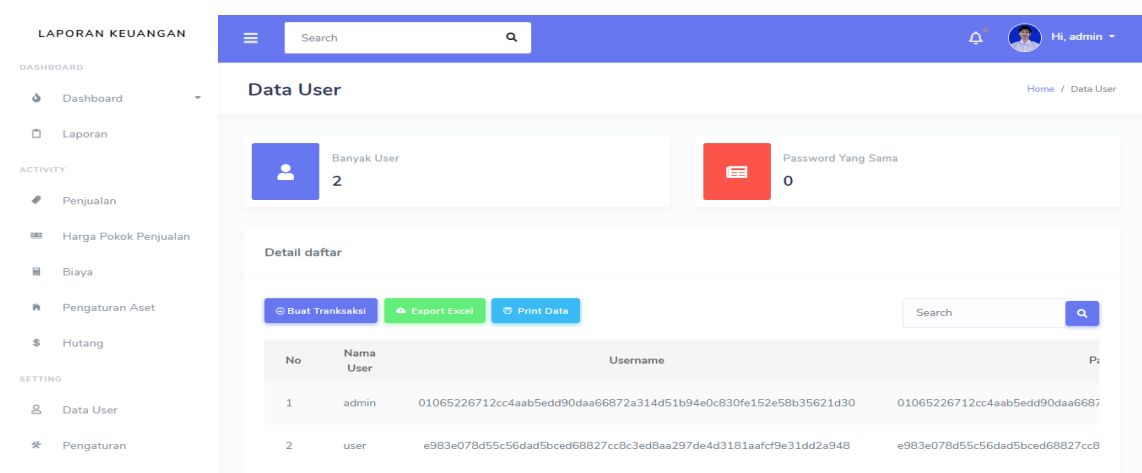 LAPORAN KEUANGAN
Search
Hi, admin
DASHBOARD
Dashboard
Laporan
ACTIVITY
Penjualan
Harga Pokok Penjualan
Biaya
Pengaturan Aset
Hutang
SETTING
Data User
Pengaturan
Data User
Home / Data User
Banyak User
2
Password Yang Sama
0
Detail daftar
Buat Tranksaksi
Export Excel
Print Data
Search
No Nama User Username
1 admin 01065226712cc4aab5edd90daa66872a314d51b94e0c830fe152e58b35621d30 01065226712cc4aab5edd90daa6687
2 user e983e078d55c56dad5bced68827cc8c3ed8aa297de4d3181aafcf9e31dd2a948 e983e078d55c56dad5bced68827cc8